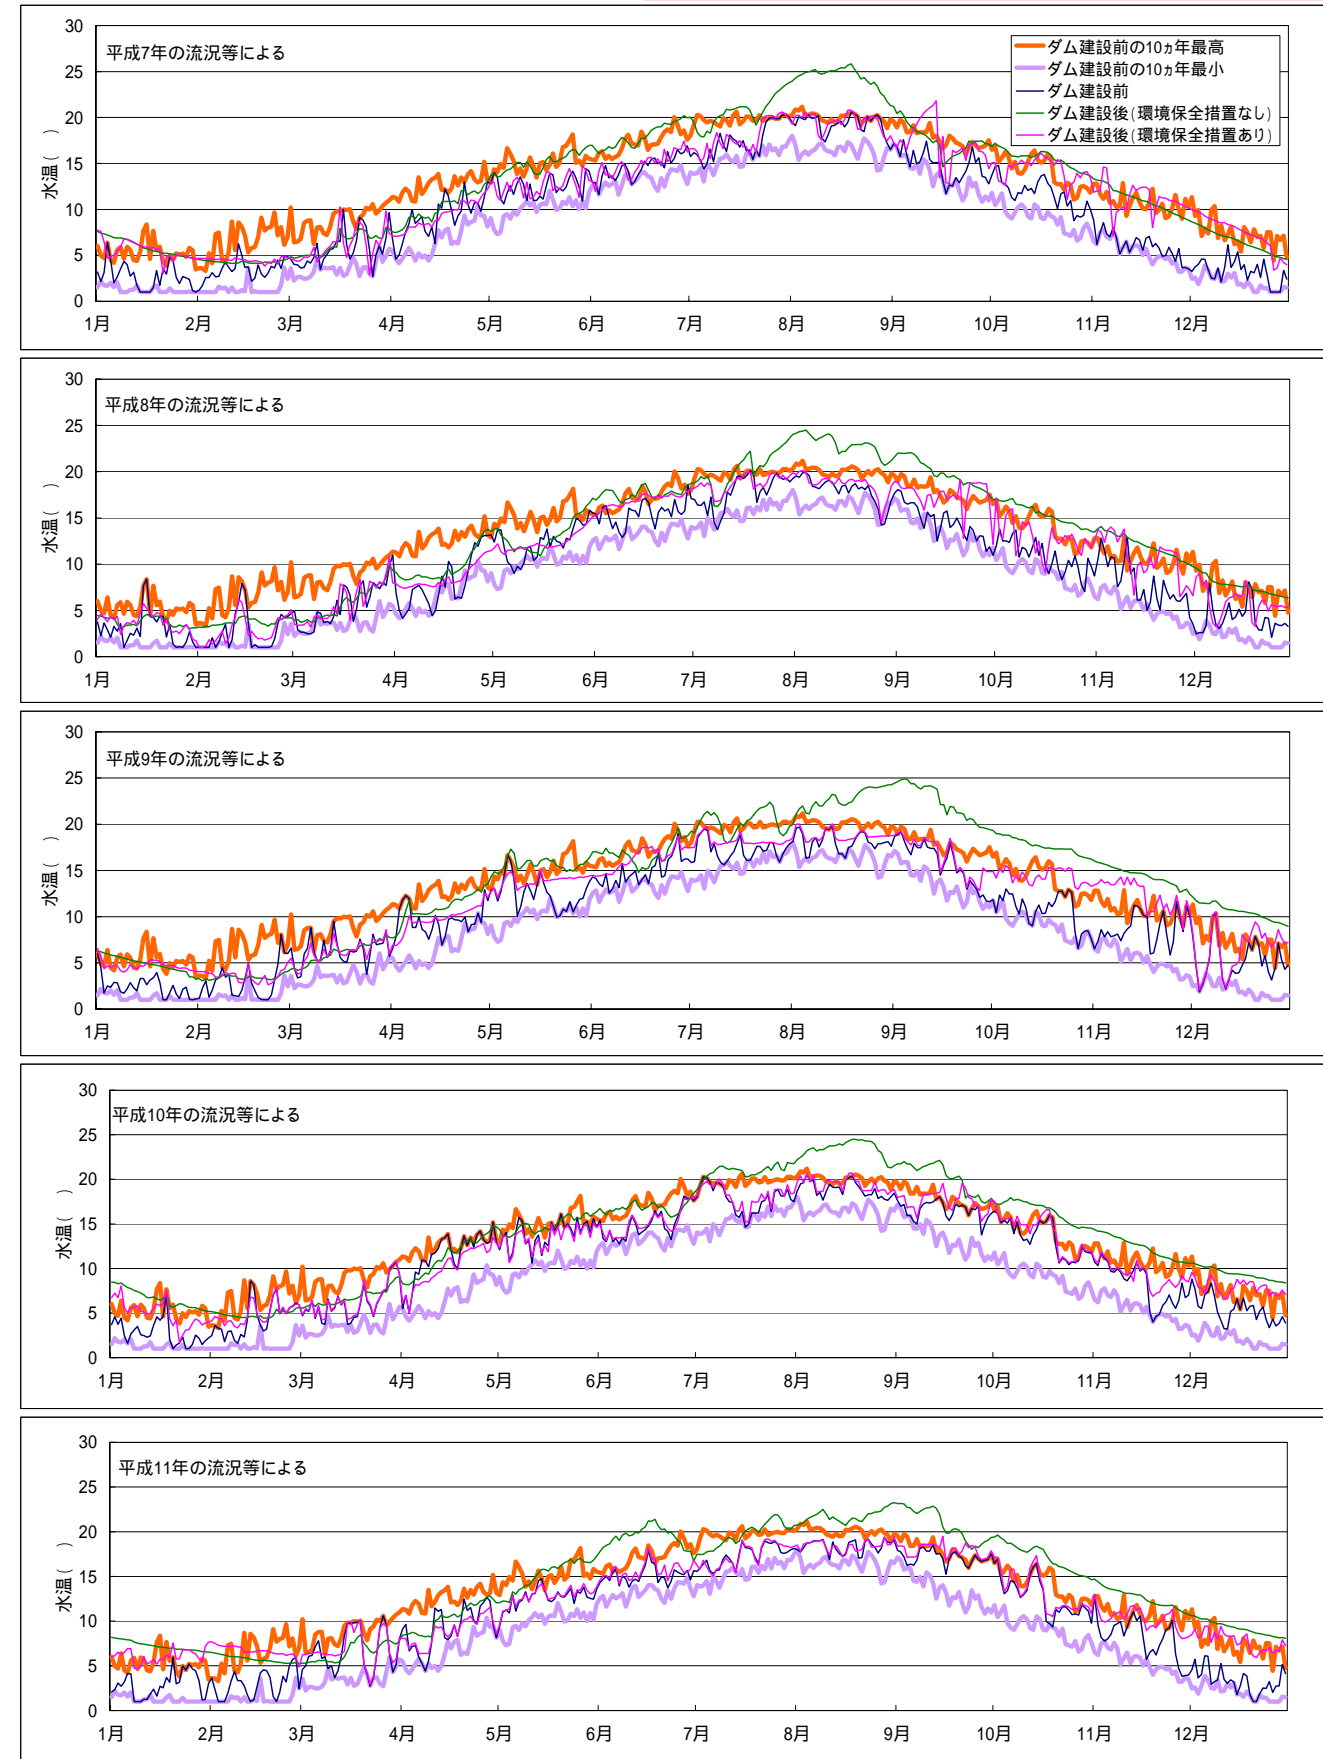 平成7年の流況等による
ダム建設前の10ヵ年最高
ダム建設前の10ヵ年最小
ダム建設前
ダム建設後(環境保全措置なし)
ダム建設後(環境保全措置あり)
水温( )
30
25
20
15
10
5
0
1月 2月 3月 4月 5月 6月 7月 8月 9月 10月 11月 12月
平成8年の流況等による
水温( )
30
25
20
15
10
5
0
1月 2月 3月 4月 5月 6月 7月 8月 9月 10月 11月 12月
平成9年の流況等による
水温( )
30
25
20
15
10
5
0
1月 2月 3月 4月 5月 6月 7月 8月 9月 10月 11月 12月
平成10年の流況等による
水温( )
30
25
20
15
10
5
0
1月 2月 3月 4月 5月 6月 7月 8月 9月 10月 11月 12月
平成11年の流況等による
水温( )
30
25
20
15
10
5
0
1月 2月 3月 4月 5月 6月 7月 8月 9月 10月 11月 12月